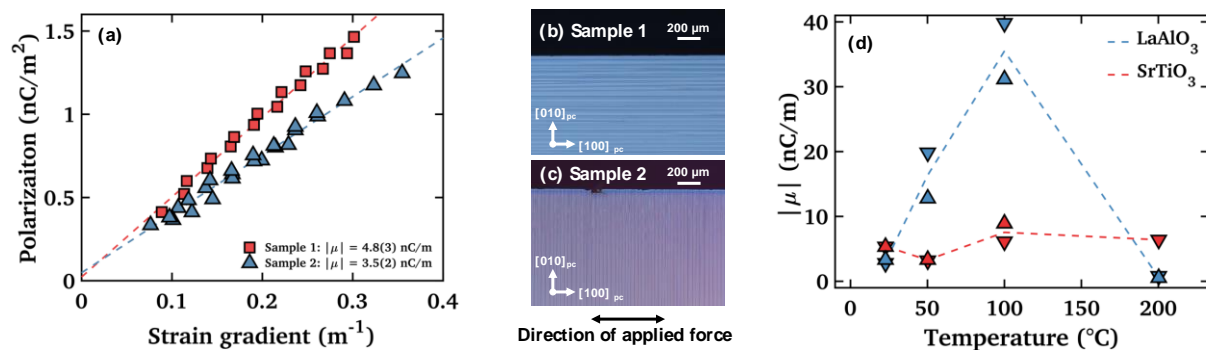 (a)
Polarizaiton (nC/m²)
1.5
1
0.5
0
0
0.1
0.2
0.3
0.4
Strain gradient (m⁻¹)
Sample 1: |μ| = 4.8(3) nC/m
Sample 2: |μ| = 3.5(2) nC/m
(b) Sample 1
200 μm
[010]pc
[100] pc
(c) Sample 2
200 μm
[010]pc
[100] pc
Direction of applied force
(d)
|μ| (nC/m)
40
30
20
10
0
0
50
100
150
200
Temperature (°C)
LaAlO₃
SrTiO₃